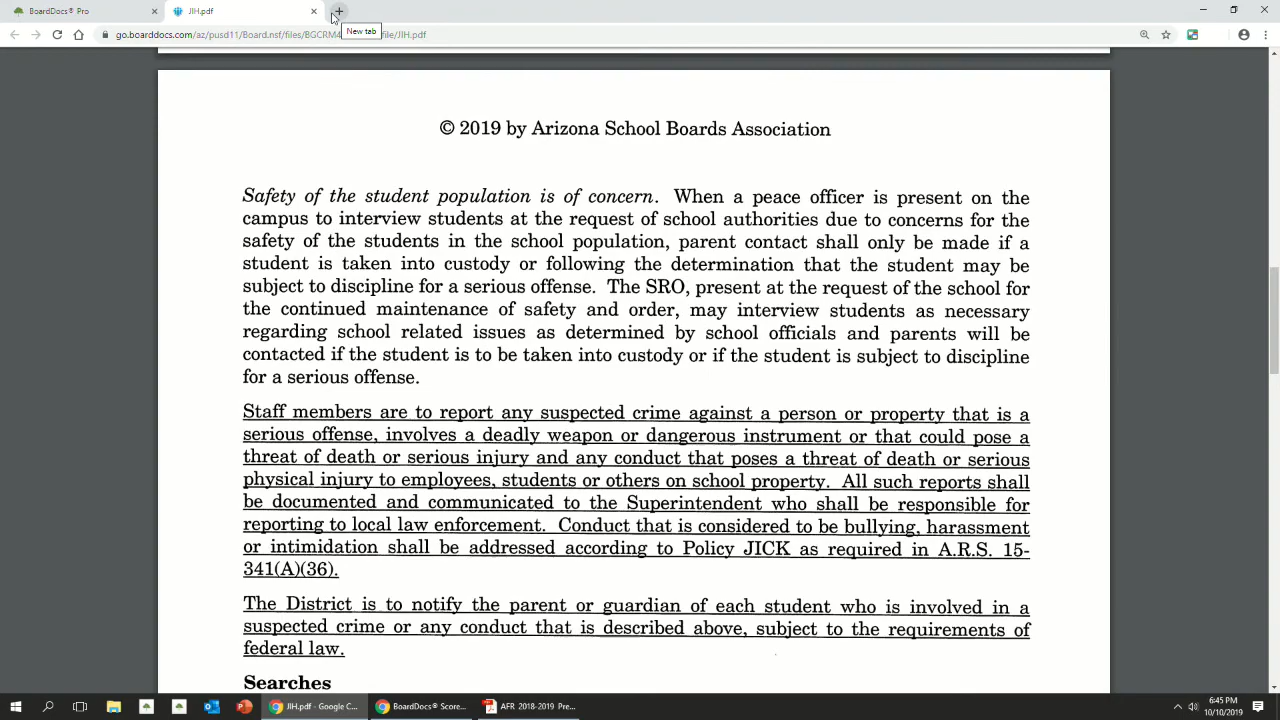 BoardDocs® Pro
JIH.pdf
New tab
go.boarddocs.com/az/pusd11/Board.nsf/files/BGCRM4 file/JIH.pdf
© 2019 by Arizona School Boards Association
Safety of the student population is of concern. When a peace officer is present on the
campus to interview students at the request of school authorities due to concerns for the
safety of the students in the school population, parent contact shall only be made if a
student is taken into custody or following the determination that the student may be
subject to discipline for a serious offense. The SRO, present at the request of the school for
the continued maintenance of safety and order, may interview students as necessary
regarding school related issues as determined by school officials and parents will be
contacted if the student is to be taken into custody or if the student is subject to discipline
for a serious offense.
Staff members are to report any suspected crime against a person or property that is a
serious offense, involves a deadly weapon or dangerous instrument or that could pose a
threat of death or serious injury and any conduct that poses a threat of death or serious
physical injury to employees, students or others on school property. All such reports shall
be documented and communicated to the Superintendent who shall be responsible for
reporting to local law enforcement. Conduct that is considered to be bullying, harassment
or intimidation shall be addressed according to Policy JICK as required in A.R.S. 15-
341(A)(36).
The District is to notify the parent or guardian of each student who is involved in a
suspected crime or any conduct that is described above, subject to the requirements of
federal law.
Searches
JIH.pdf - Google C...
BoardDocs® Score...
AFR 2018-2019 Pre...
6:45 PM
10/10/2019